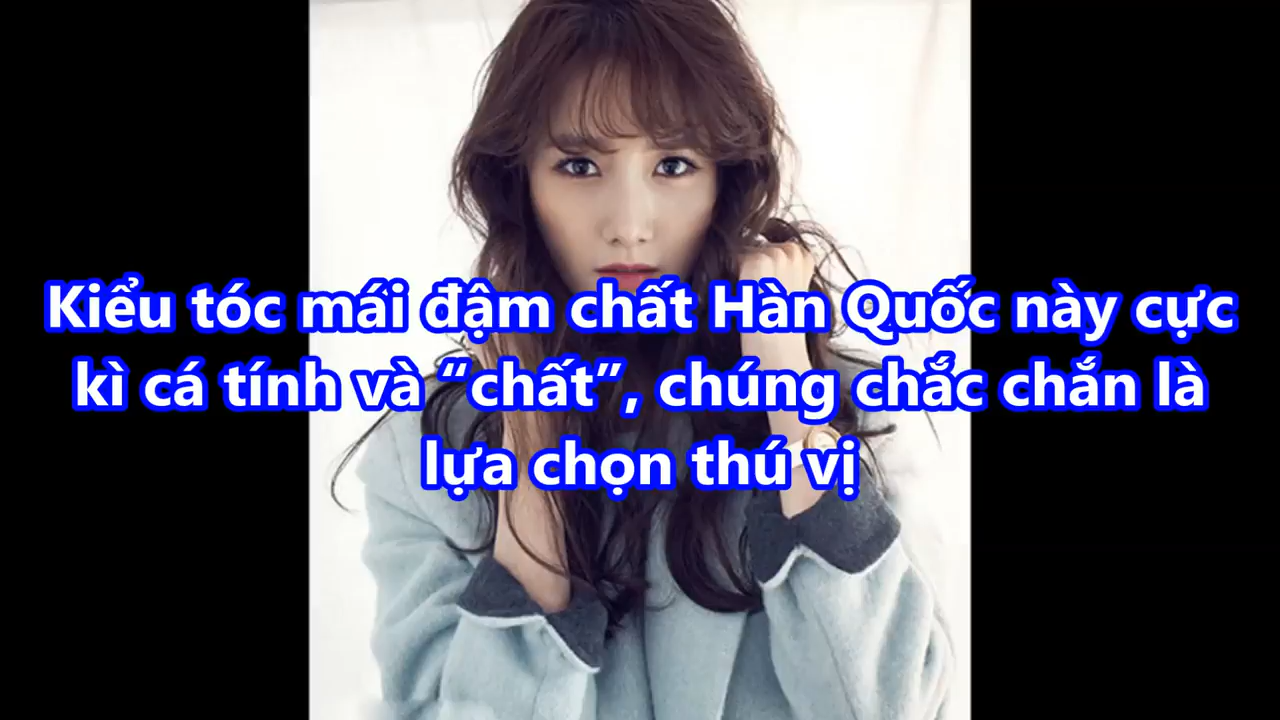 Kiểu tóc mái đậm chất Hàn Quốc này cực
kì cá tính và “chất”, chúng chắc chắn là
lựa chọn thú vị